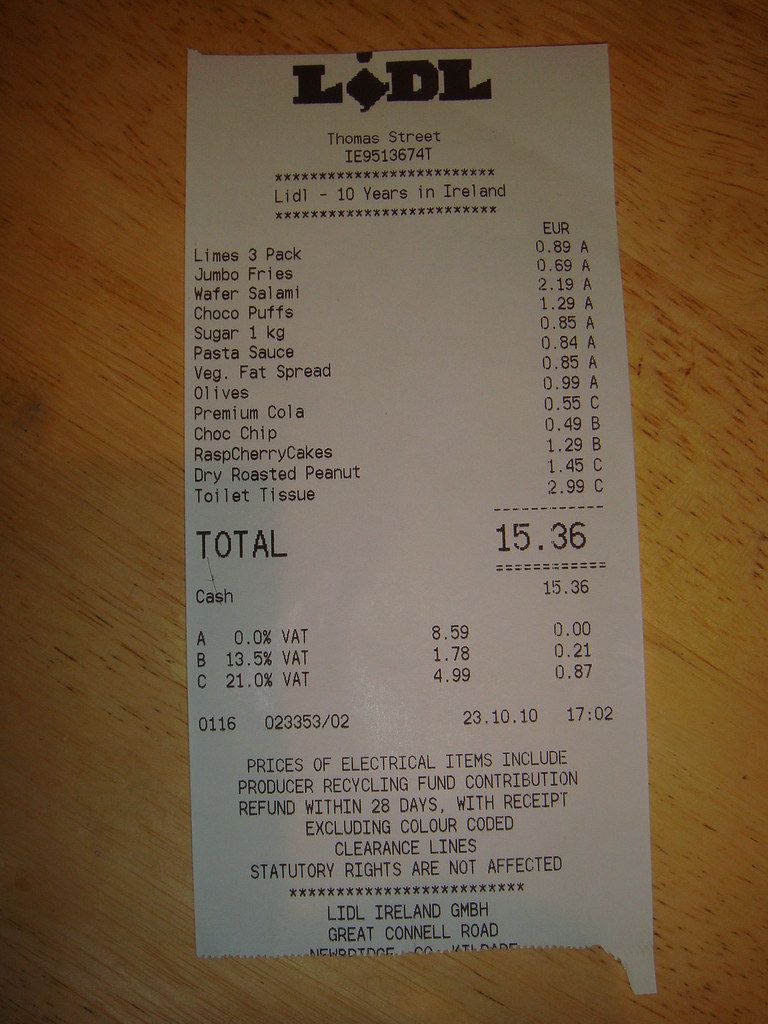 LIDL
Thomas Street
IE9513674T
*************************
Lidl - 10 Years in Ireland
*************************
EUR
Limes 3 Pack 0.89 A
Jumbo Fries 0.69 A
Wafer Salami 2.19 A
Choco Puffs 1.29 A
Sugar 1 kg 0.85 A
Pasta Sauce 0.84 A
Veg. Fat Spread 0.85 A
Olives 0.99 A
Premium Cola 0.55 C
Choc Chip 0.49 B
RaspCherryCakes 1.29 B
Dry Roasted Peanut 1.45 C
Toilet Tissue 2.99 C
------------
TOTAL 15.36
============
Cash 15.36
A 0.0% VAT 8.59 0.00
B 13.5% VAT 1.78 0.21
C 21.0% VAT 4.99 0.87
0116 023353/02 23.10.10 17:02
PRICES OF ELECTRICAL ITEMS INCLUDE
PRODUCER RECYCLING FUND CONTRIBUTION
REFUND WITHIN 28 DAYS, WITH RECEIPT
EXCLUDING COLOUR CODED
CLEARANCE LINES
STATUTORY RIGHTS ARE NOT AFFECTED
*************************
LIDL IRELAND GMBH
GREAT CONNELL ROAD
NEWBRIDGE, CO. KILDARE